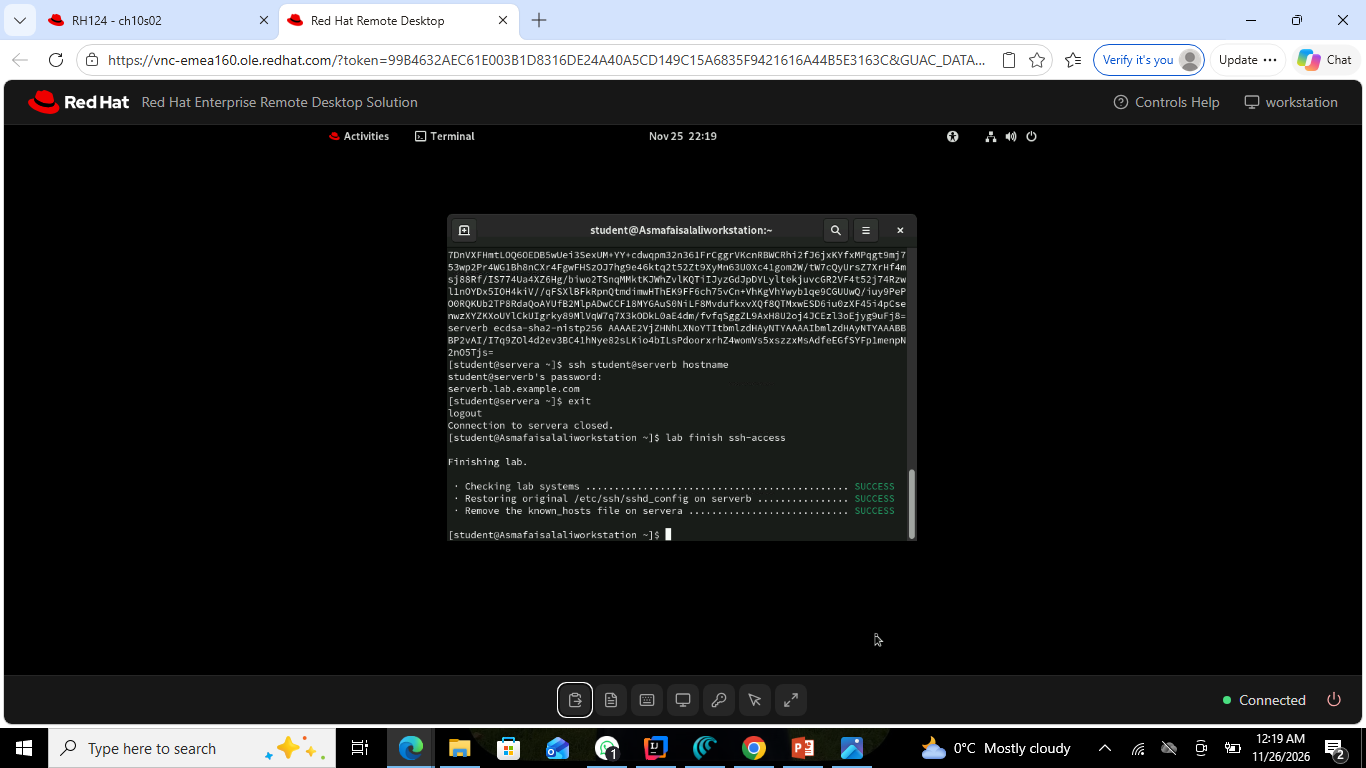 RH124 - ch10s02
Red Hat Remote Desktop
https://vnc-emea160.ole.redhat.com/?token=99B4632AEC61E003B1D8316DE24A40A5CD149C15A6835F9421616A44B5E3163C&GUAC_DATA...
Verify it's you
Update
Chat
Red Hat
Red Hat Enterprise Remote Desktop Solution
Controls Help
workstation
Activities
Terminal
Nov 25 22:19
student@Asmafaisalaliworkstation:~
serverb ecdsa-sha2-nistp256
[student@servera ~]$ ssh student@serverb hostname
student@serverb's password:
serverb.lab.example.com
[student@servera ~]$ exit
logout
Connection to servera closed.
[student@Asmafaisalaliworkstation ~]$ lab finish ssh-access
Finishing lab.
· Checking lab systems ............................................. SUCCESS
· Restoring original /etc/ssh/sshd_config on serverb ................ SUCCESS
· Remove the known_hosts file on servera ........................... SUCCESS
[student@Asmafaisalaliworkstation ~]$
Connected
Type here to search
0°C Mostly cloudy
12:19 AM
11/26/2026
1
2